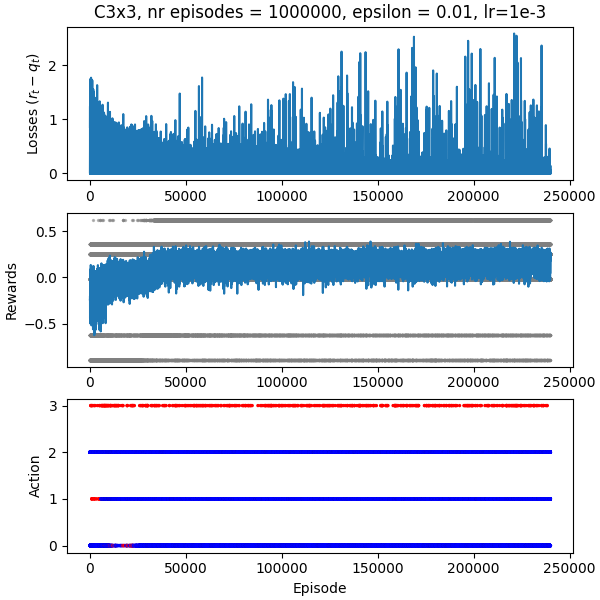 C3x3, nr episodes = 1000000, epsilon = 0.01, lr=1e-3
Losses (r_t − q_t)
2
1
0
0 50000 100000 150000 200000 250000
Rewards
0.5
0.0
−0.5
0 50000 100000 150000 200000 250000
Action
3
2
1
0
0 50000 100000 150000 200000 250000
Episode